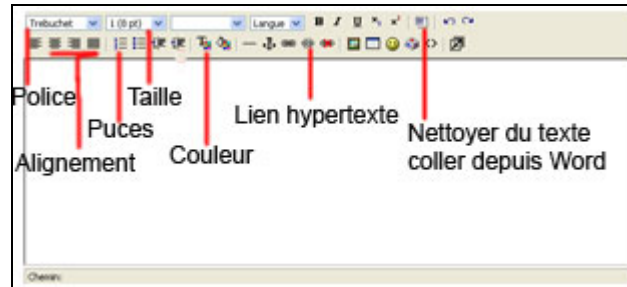 Trebuchet 1 (8 pt) Langue B I U
Police Taille Lien hypertexte Nettoyer du texte
Puces coller depuis Word
Alignement Couleur
Chemin: